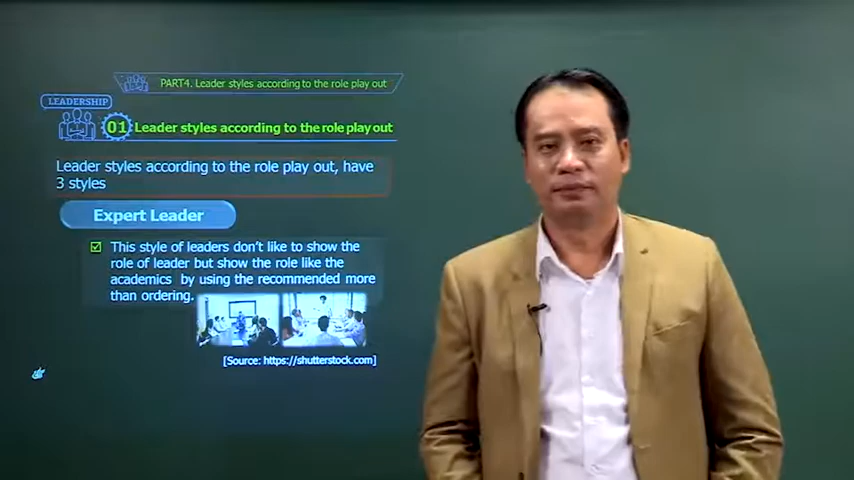 PART4. Leader styles according to the role play out
LEADERSHIP
01 Leader styles according to the role play out
Leader styles according to the role play out, have
3 styles
Expert Leader
This style of leaders don't like to show the
role of leader but show the role like the
academics by using the recommended more
than ordering.
[Source: https://shutterstock.com]